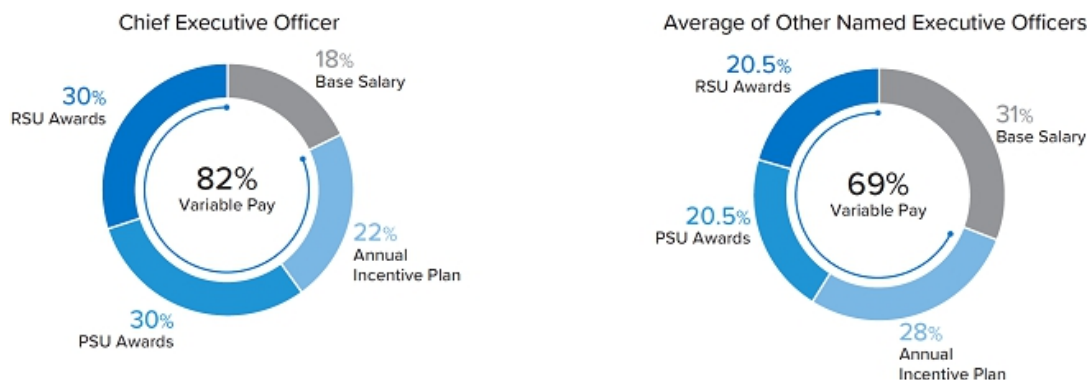 Chief Executive Officer
18%
Base Salary
30%
RSU Awards
82%
Variable Pay
22%
Annual
Incentive Plan
30%
PSU Awards
Average of Other Named Executive Officers
20.5%
RSU Awards
31%
Base Salary
69%
Variable Pay
20.5%
PSU Awards
28%
Annual
Incentive Plan